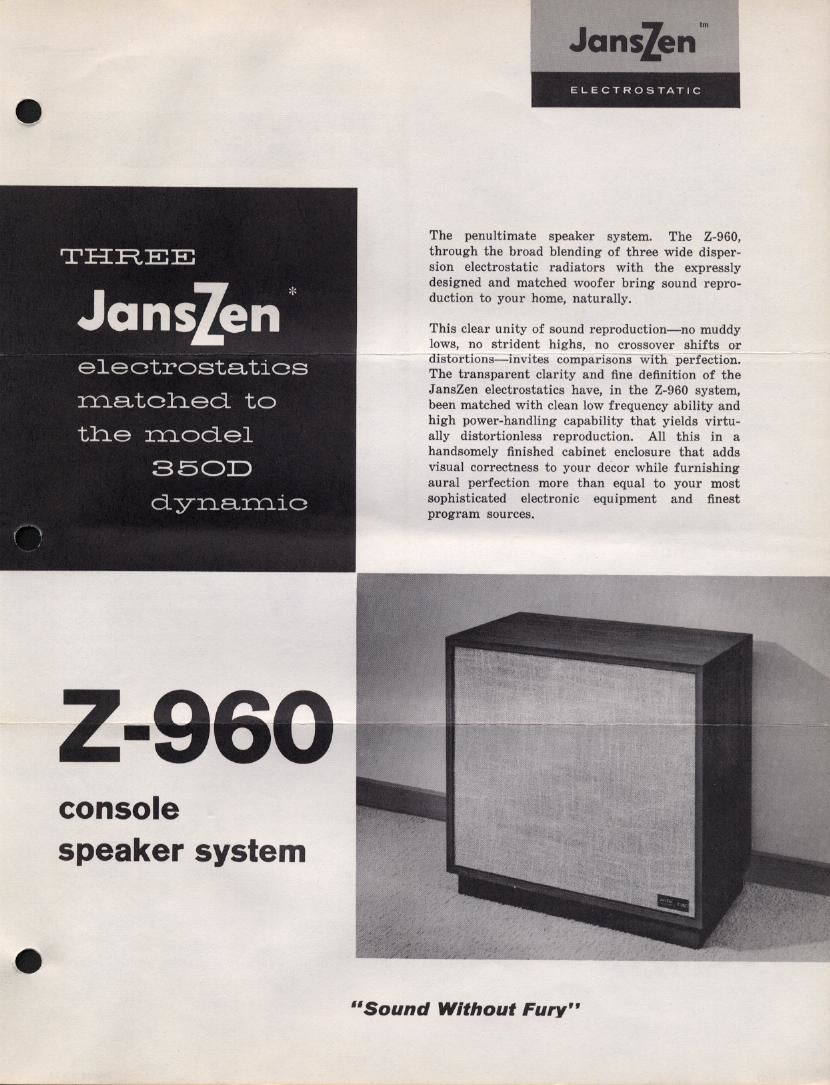 JansZen tm
ELECTROSTATIC
THREE
JansZen*
electrostatics
matched to
the model
350D
dynamic
The penultimate speaker system. The Z-960,
through the broad blending of three wide disper-
sion electrostatic radiators with the expressly
designed and matched woofer bring sound repro-
duction to your home, naturally.
This clear unity of sound reproduction—no muddy
lows, no strident highs, no crossover shifts or
distortions—invites comparisons with perfection.
The transparent clarity and fine definition of the
JansZen electrostatics have, in the Z-960 system,
been matched with clean low frequency ability and
high power-handling capability that yields virtu-
ally distortionless reproduction. All this in a
handsomely finished cabinet enclosure that adds
visual correctness to your decor while furnishing
aural perfection more than equal to your most
sophisticated electronic equipment and finest
program sources.
Z-960
console
speaker system
"Sound Without Fury"